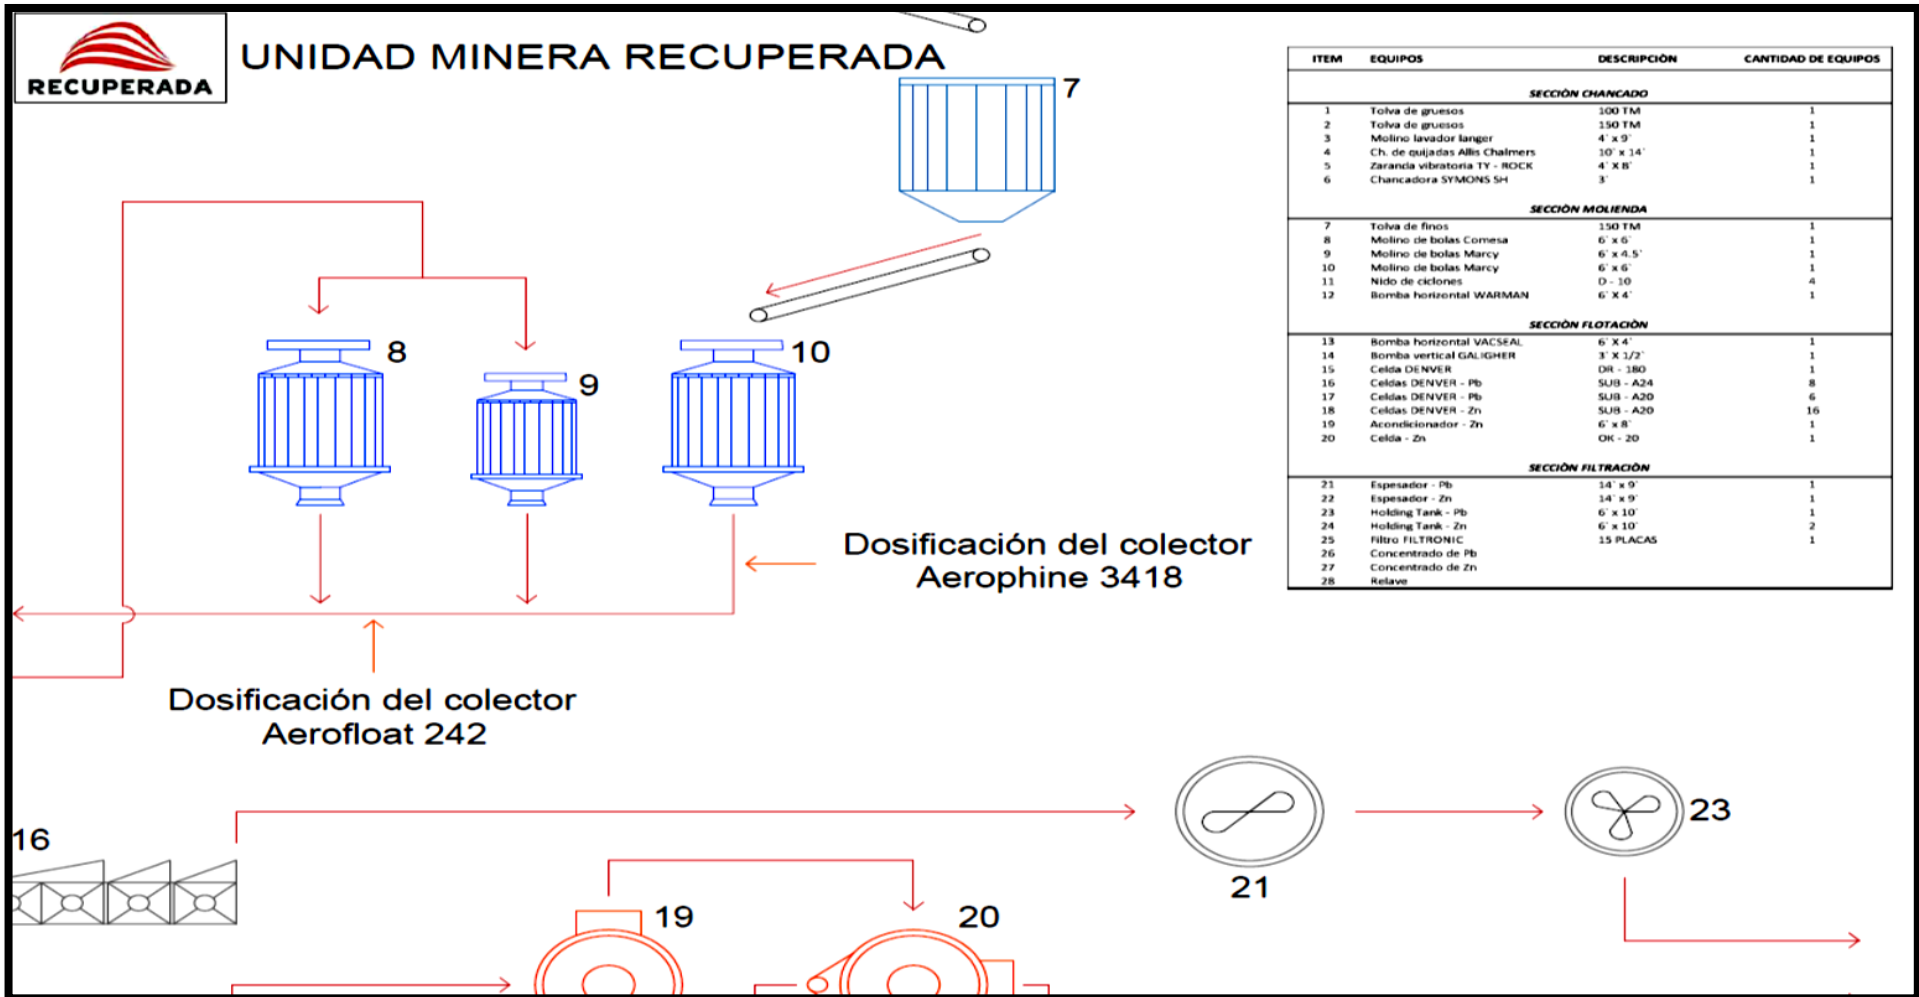 RECUPERADA
UNIDAD MINERA RECUPERADA
7
8
9
10
Dosificación del colector
Aerophine 3418
Dosificación del colector
Aerofloat 242
16
19
20
21
23
ITEM EQUIPOS DESCRIPCIÒN CANTIDAD DE EQUIPOS
SECCIÒN CHANCADO
1 Tolva de gruesos 100 TM 1
2 Tolva de gruesos 150 TM 1
3 Molino lavador langer 4` x 9` 1
4 Ch. de quijadas Allis Chalmers 10` x 14` 1
5 Zaranda vibratoria TY - ROCK 4` X 8` 1
6 Chancadora SYMONS SH 3` 1
SECCIÒN MOLIENDA
7 Tolva de finos 150 TM 1
8 Molino de bolas Comesa 6` x 6` 1
9 Molino de bolas Marcy 6` x 4.5` 1
10 Molino de bolas Marcy 6` x 6` 1
11 Nido de ciclones D - 10 4
12 Bomba horizontal WARMAN 6` X 4` 1
SECCIÒN FLOTACIÒN
13 Bomba horizontal VACSEAL 6` X 4` 1
14 Bomba vertical GALIGHER 3` X 1/2` 1
15 Celda DENVER DR - 180 1
16 Celdas DENVER - Pb SUB - A24 8
17 Celdas DENVER - Pb SUB - A20 6
18 Celdas DENVER - Zn SUB - A20 16
19 Acondicionador - Zn 6` x 8` 1
20 Celda - Zn OK - 20 1
SECCIÒN FILTRACIÒN
21 Espesador - Pb 14` x 9` 1
22 Espesador - Zn 14` x 9` 1
23 Holding Tank - Pb 6` x 10` 1
24 Holding Tank - Zn 6` x 10` 2
25 Filtro FILTRONIC 15 PLACAS 1
26 Concentrado de Pb
27 Concentrado de Zn
28 Relave